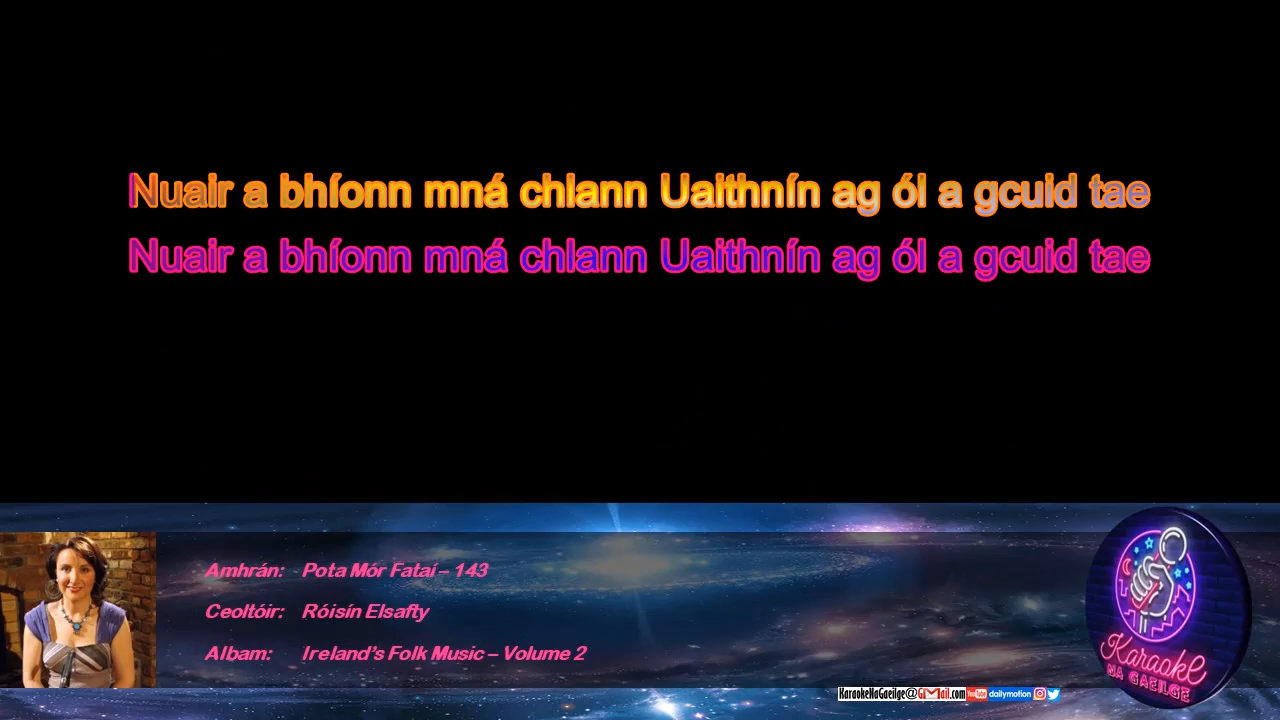 Nuair a bhíonn mná chlann Uaithnín ag ól a gcuid tae
Nuair a bhíonn mná chlann Uaithnín ag ól a gcuid tae
Amhrán: Pota Mór Fataí – 143
Ceoltóir: Róisín Elsafty
Albam: Ireland's Folk Music – Volume 2
KaraokeNaGaeilge@GMail.com YouTube dailymotion
Karaoke
NA GAEILGE